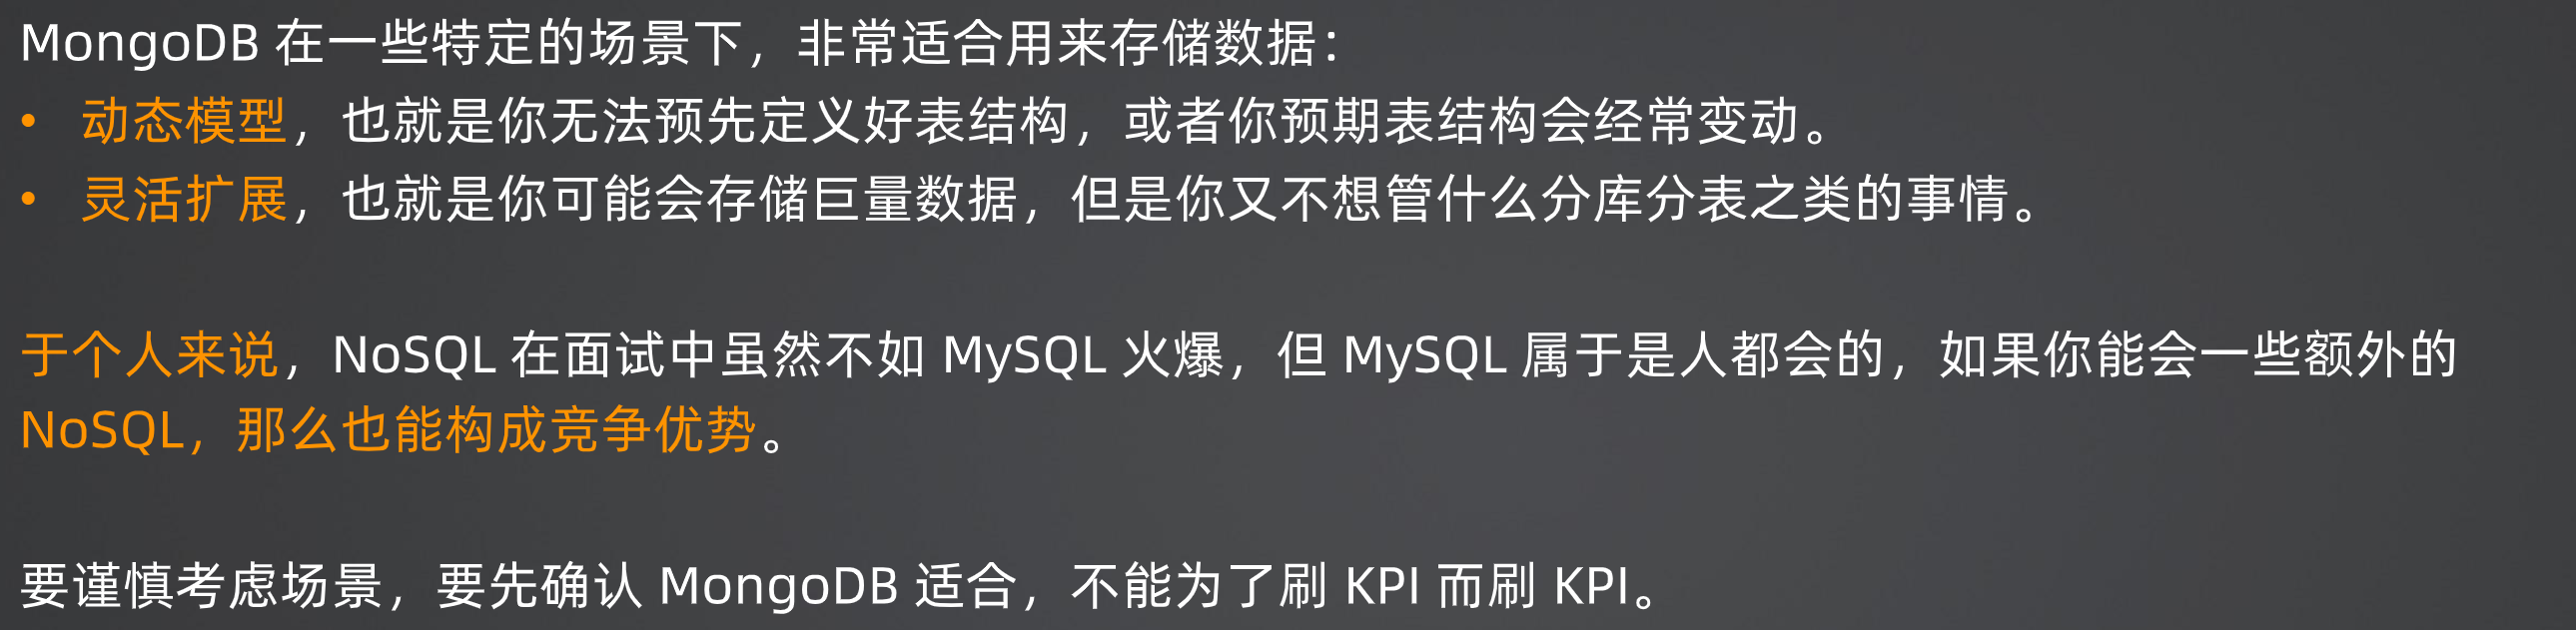 MongoDB 在一些特定的场景下，非常适合用来存储数据：
• 动态模型，也就是你无法预先定义好表结构，或者你预期表结构会经常变动。
• 灵活扩展，也就是你可能会存储巨量数据，但是你又不想管什么分库分表之类的事情。
于个人来说，NoSQL 在面试中虽然不如 MySQL 火爆，但 MySQL 属于是人都会的，如果你能会一些额外的
NoSQL，那么也能构成竞争优势。
要谨慎考虑场景，要先确认 MongoDB 适合，不能为了刷 KPI 而刷 KPI。